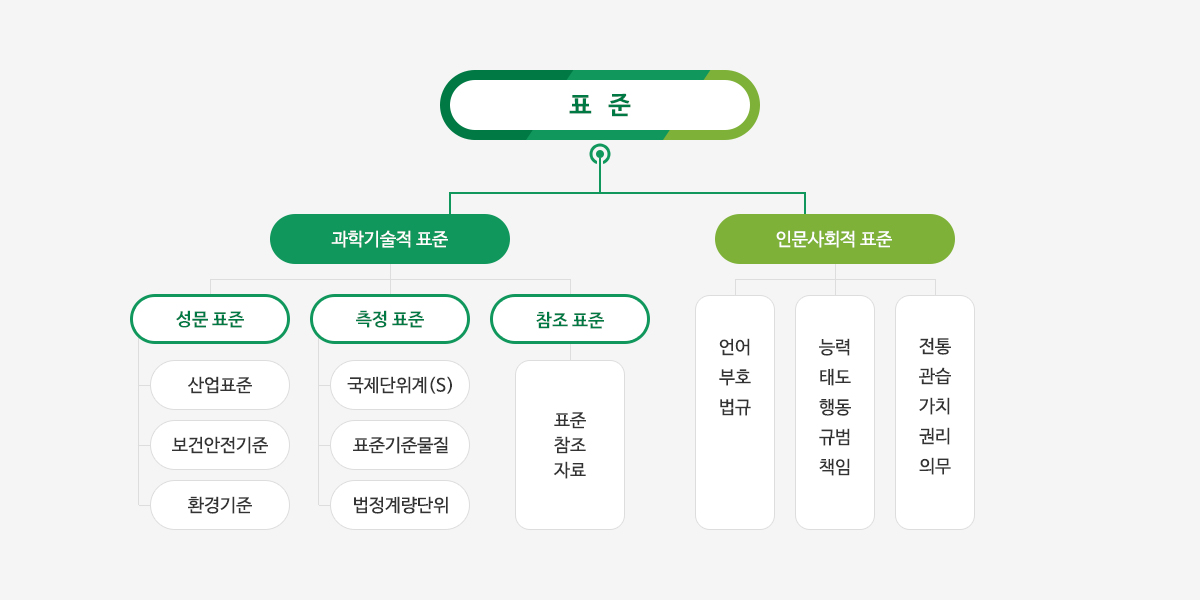 표 준
과학기술적 표준
인문사회적 표준
성문 표준
측정 표준
참조 표준
산업표준
보건안전기준
환경기준
국제단위계(S)
표준기준물질
법정계량단위
표준
참조
자료
언어
부호
법규
능력
태도
행동
규범
책임
전통
관습
가치
권리
의무